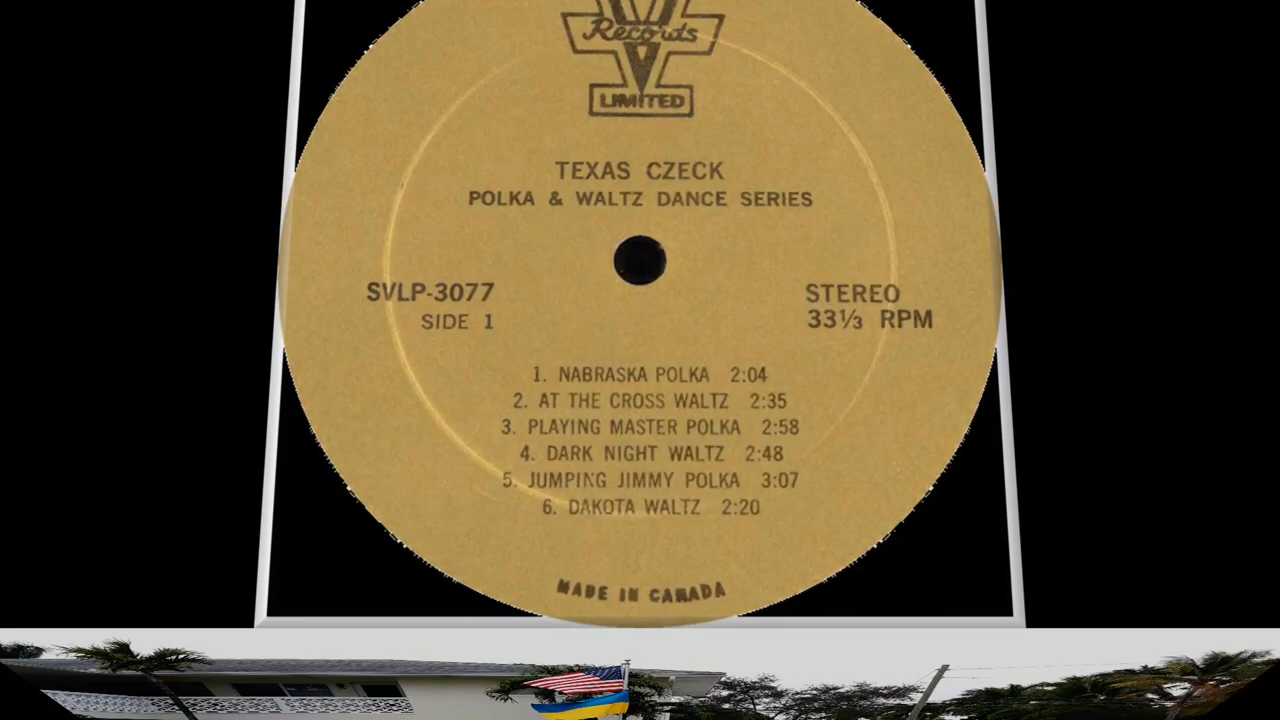 Records
LIMITED
TEXAS CZECK
POLKA & WALTZ DANCE SERIES
SVLP-3077
SIDE 1
STEREO
33⅓ RPM
1. NABRASKA POLKA 2:04
2. AT THE CROSS WALTZ 2:35
3. PLAYING MASTER POLKA 2:58
4. DARK NIGHT WALTZ 2:48
5. JUMPING JIMMY POLKA 3:07
6. DAKOTA WALTZ 2:20
MADE IN CANADA